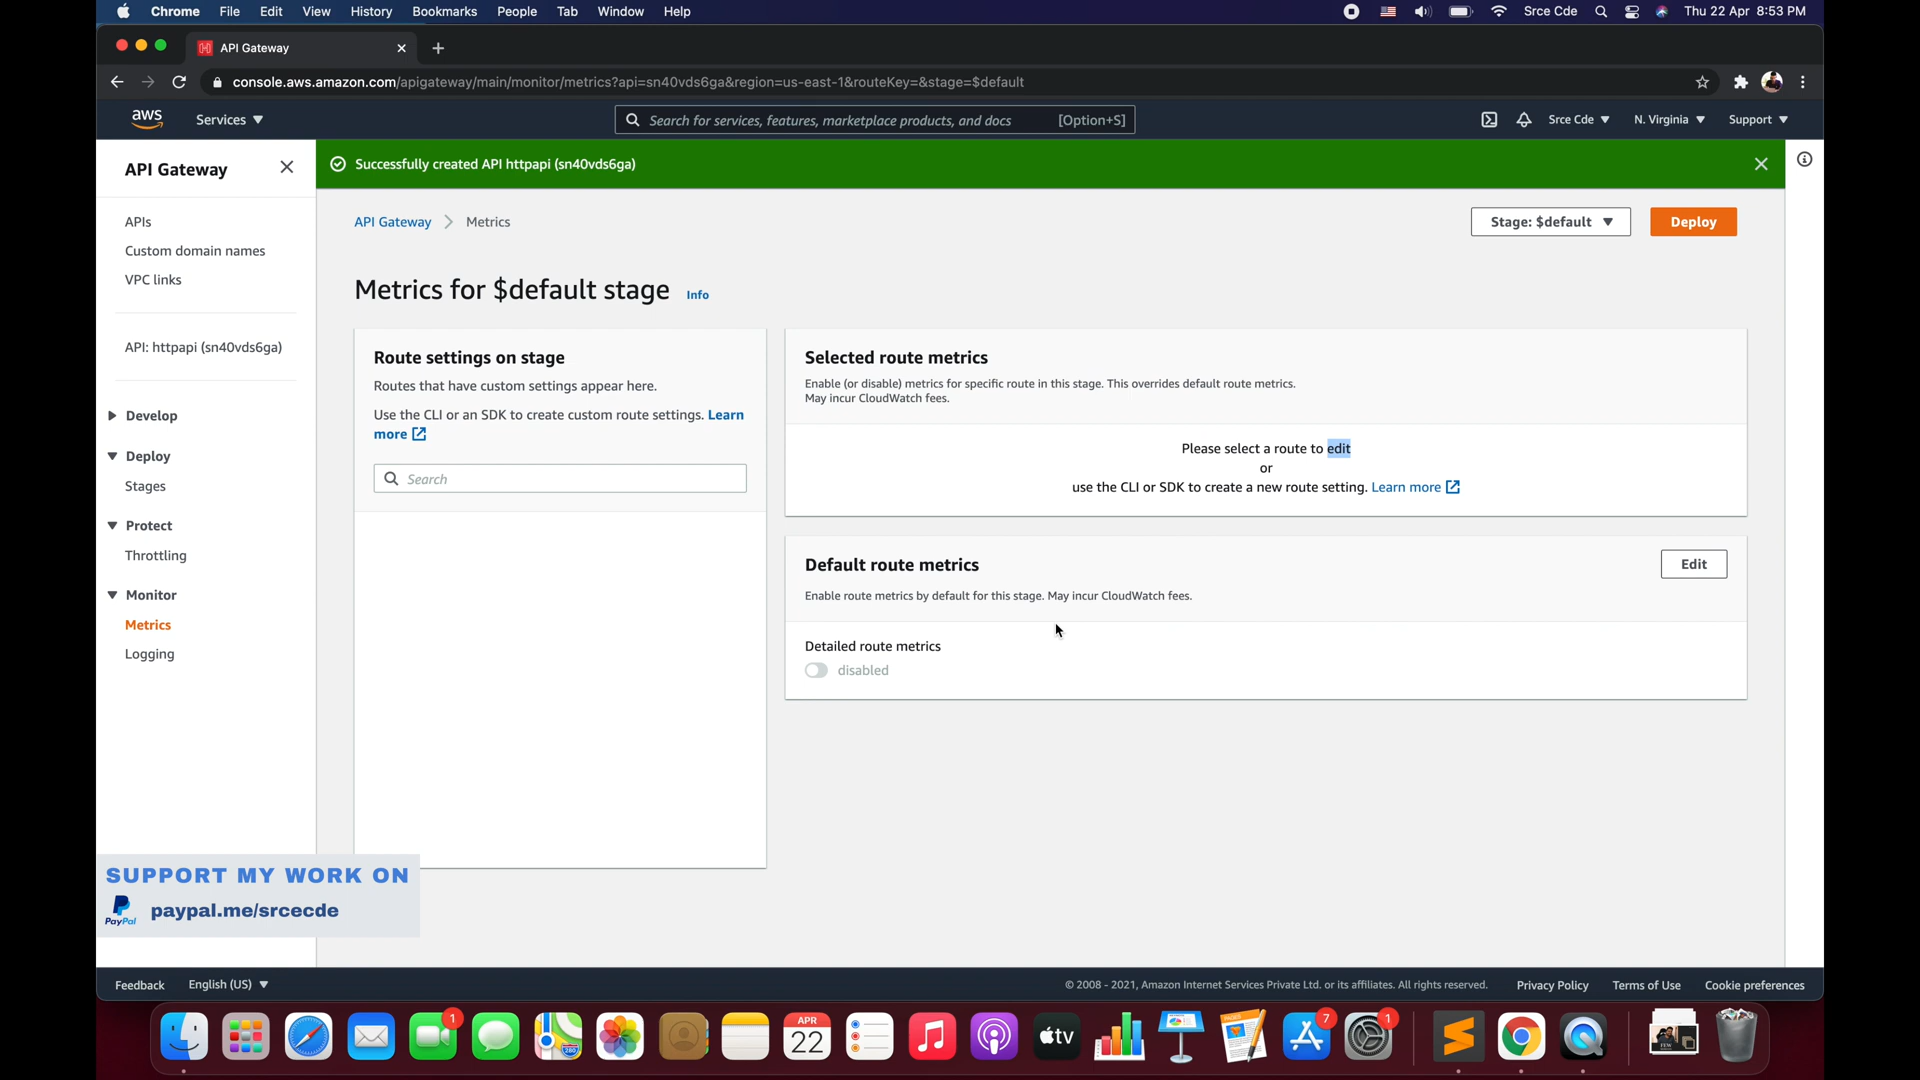 Chrome File Edit View History Bookmarks People Tab Window Help
Srce Cde Thu 22 Apr 8:53 PM
API Gateway
console.aws.amazon.com/apigateway/main/monitor/metrics?api=sn40vds6ga&region=us-east-1&routeKey=&stage=$default
aws Services Search for services, features, marketplace products, and docs [Option+S] Srce Cde N. Virginia Support
API Gateway
Successfully created API httpapi (sn40vds6ga)
APIs
Custom domain names
VPC links
API: httpapi (sn40vds6ga)
Develop
Deploy
Stages
Protect
Throttling
Monitor
Metrics
Logging
API Gateway Metrics
Stage: $default Deploy
Metrics for $default stage Info
Route settings on stage
Routes that have custom settings appear here.
Use the CLI or an SDK to create custom route settings. Learn
more
Search
Selected route metrics
Enable (or disable) metrics for specific route in this stage. This overrides default route metrics.
May incur CloudWatch fees.
Please select a route to edit
or
use the CLI or SDK to create a new route setting. Learn more
Default route metrics
Edit
Enable route metrics by default for this stage. May incur CloudWatch fees.
Detailed route metrics
disabled
SUPPORT MY WORK ON
PayPal paypal.me/srcecde
Feedback English (US) © 2008 - 2021, Amazon Internet Services Private Ltd. or its affiliates. All rights reserved. Privacy Policy Terms of Use Cookie preferences
1
APR
22
tv
7
1